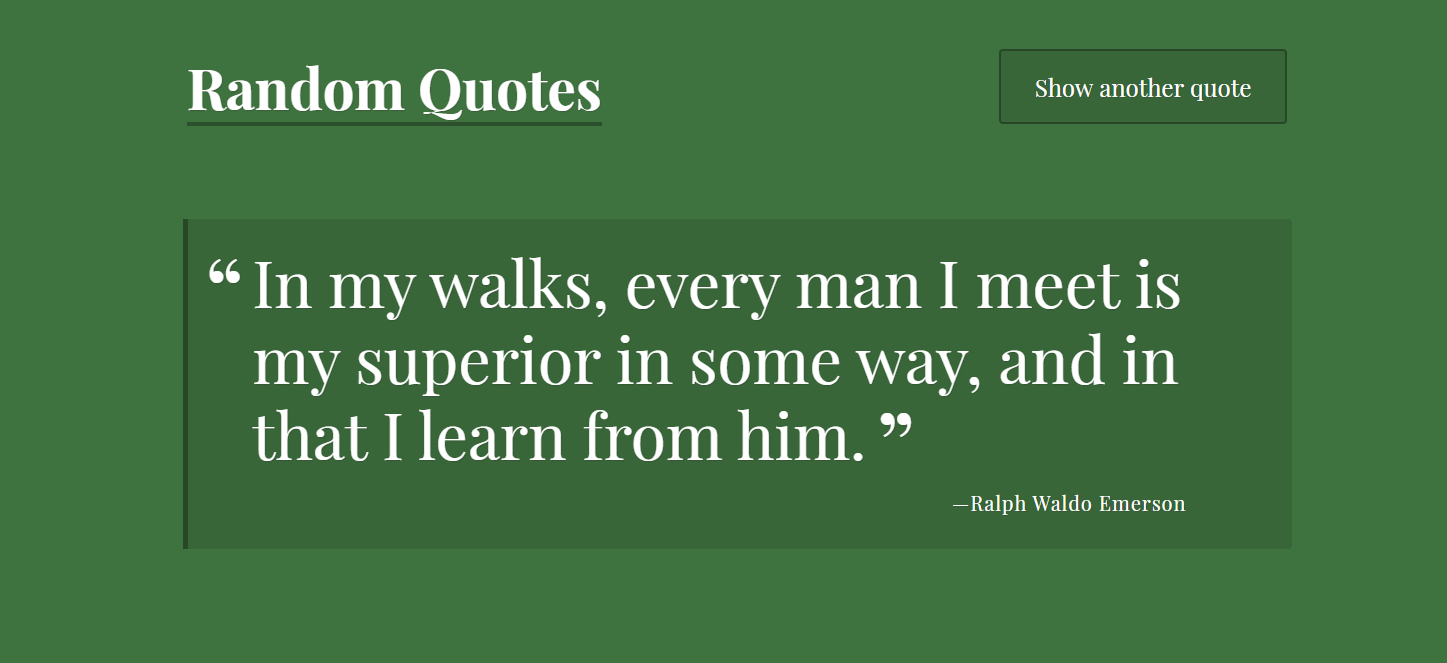 Random Quotes
Show another quote
“ In my walks, every man I meet is
my superior in some way, and in
that I learn from him. ”
—Ralph Waldo Emerson